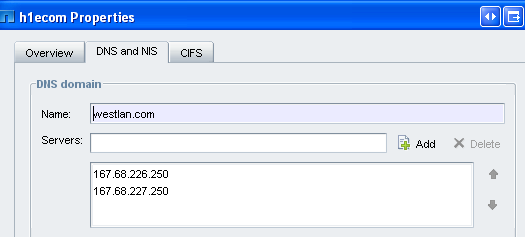 h1ecom Properties
Overview
DNS and NIS
CIFS
DNS domain
Name: westlan.com
Servers:
Add
Delete
167.68.226.250
167.68.227.250